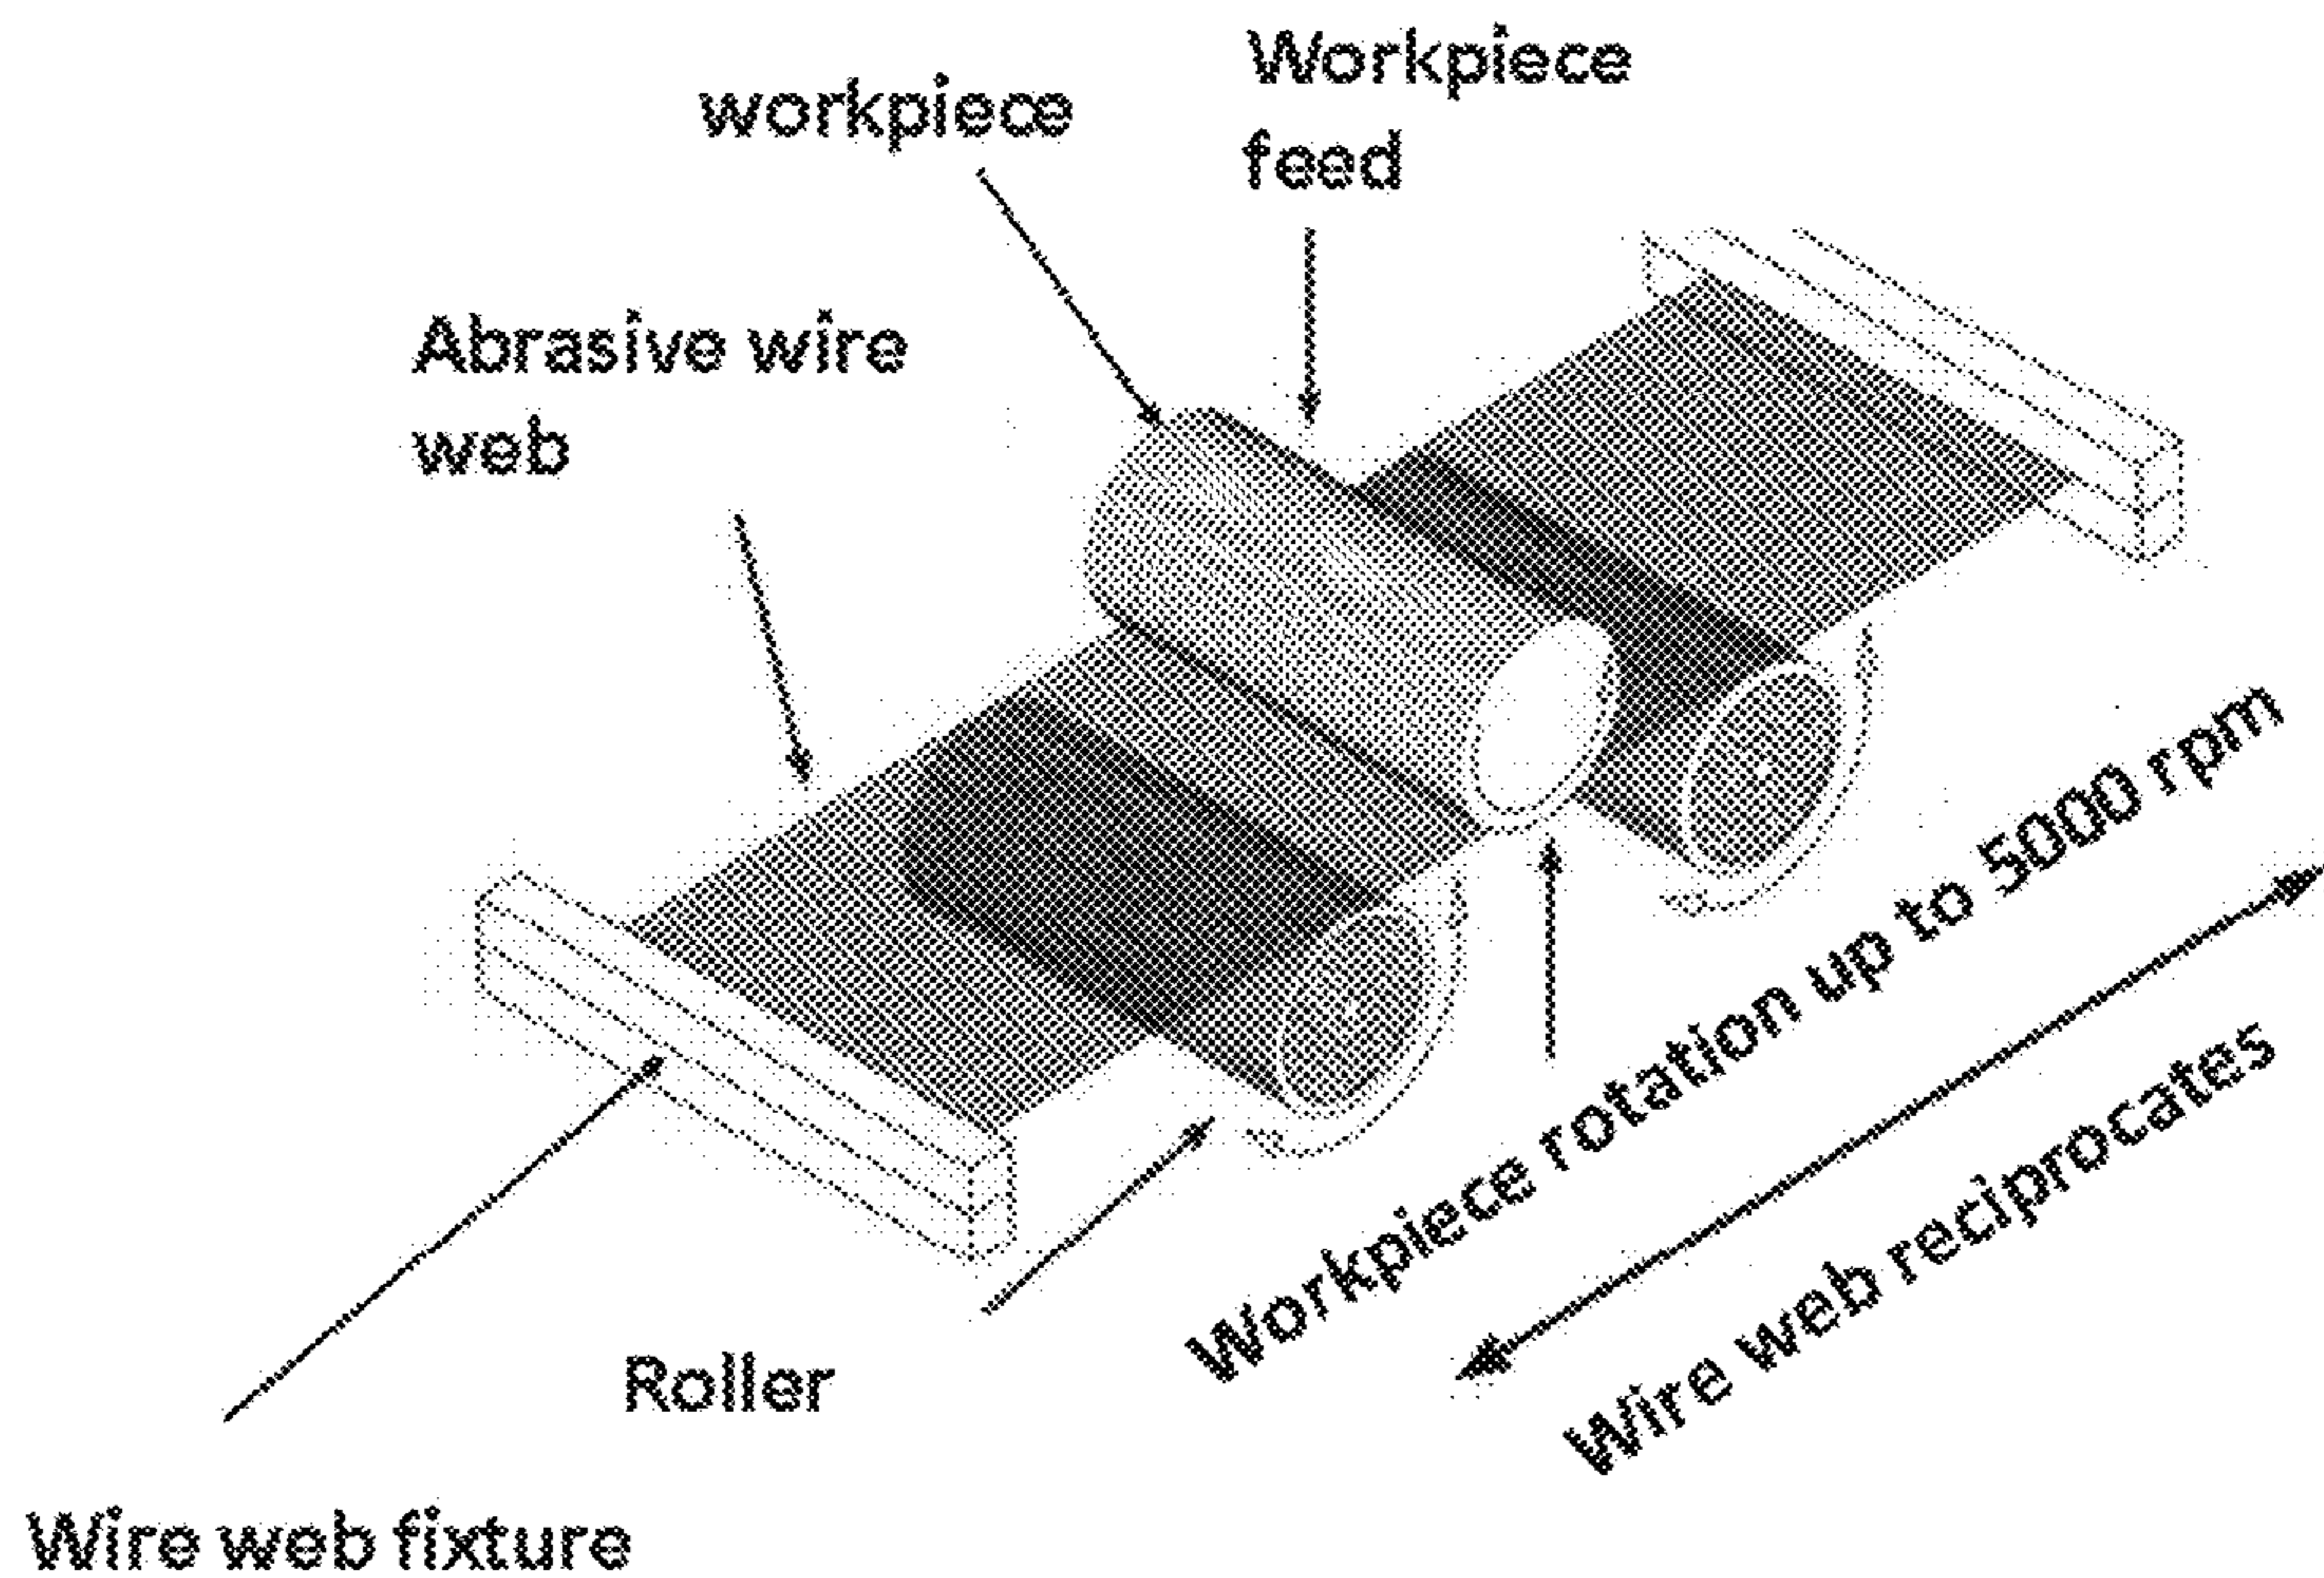 Workpiece
feed
workpiece
Abrasive wire
web
Workpiece rotation up to 5000 rpm
Wire web reciprocates
Roller
Wire web fixture